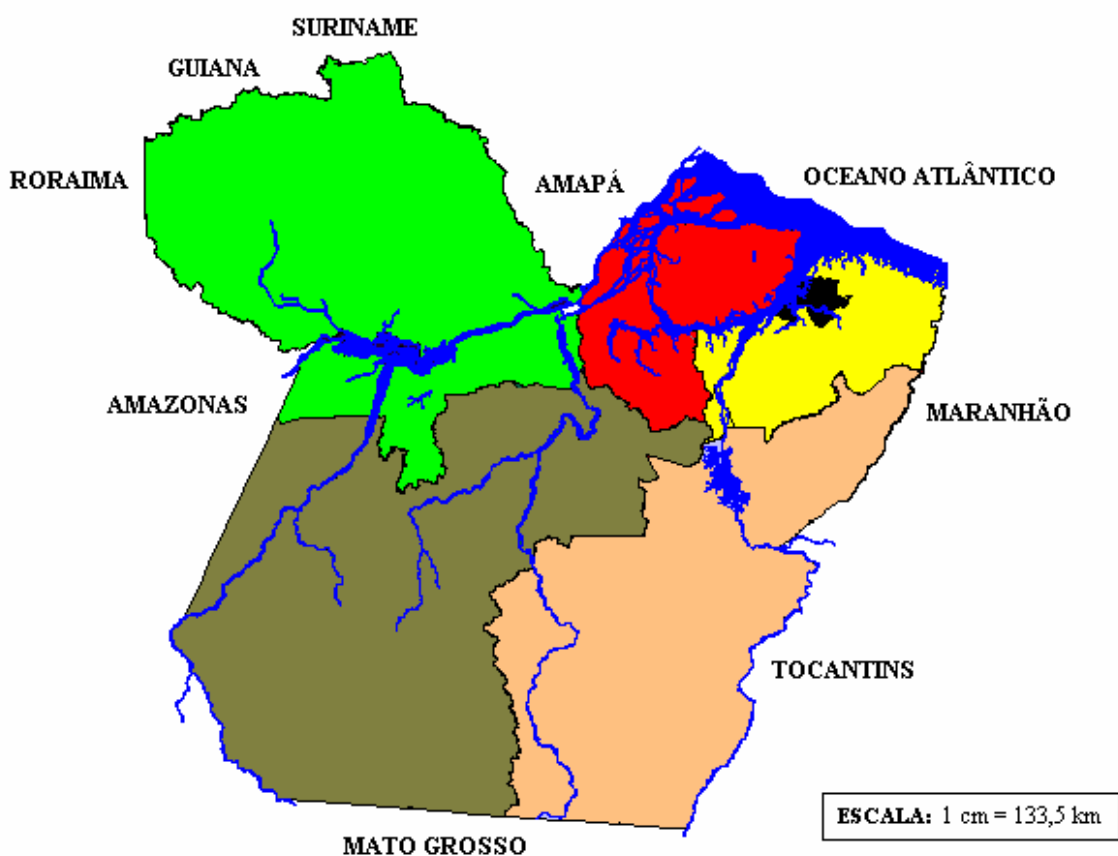 SURINAME
GUIANA
RORAIMA
AMAPÁ
OCEANO ATLÂNTICO
AMAZONAS
MARANHÃO
TOCANTINS
ESCALA: 1 cm = 133,5 km
MATO GROSSO